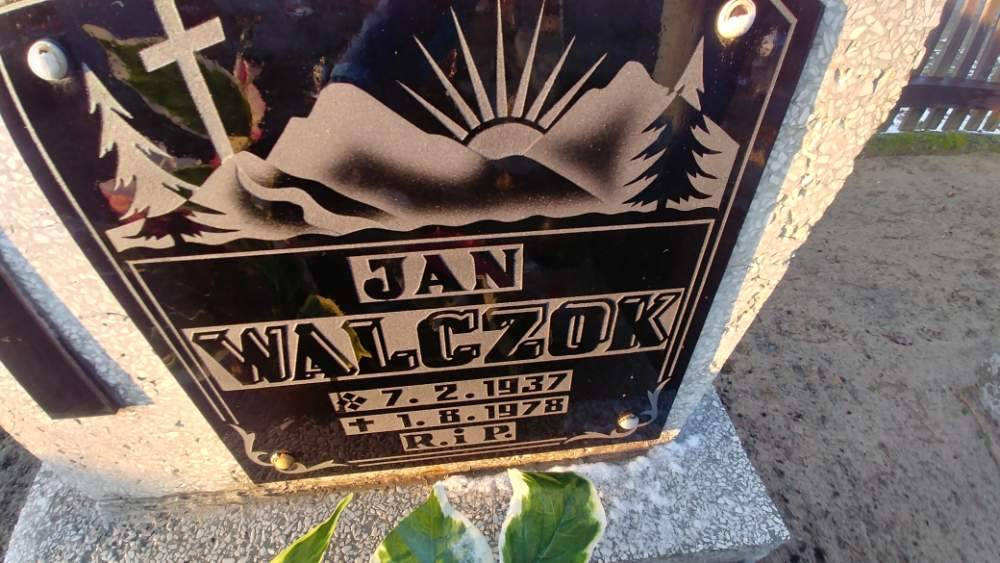 JAN
WALCZOK
7. 2. 1937
✝ 1. 8. 1978
R. i P.